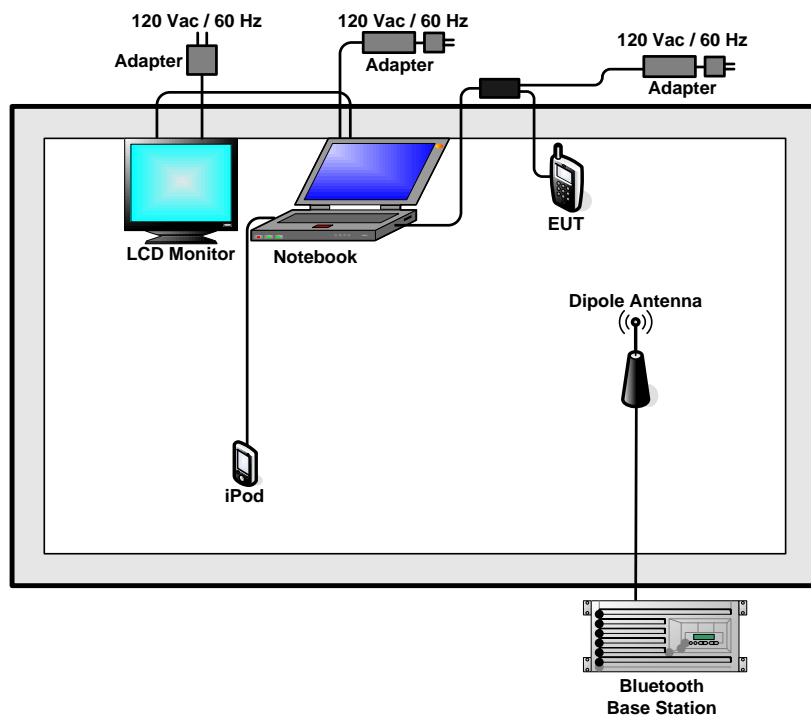 120 Vac / 60 Hz
120 Vac / 60 Hz
120 Vac / 60 Hz
Adapter
Adapter
Adapter
LCD Monitor
Notebook
EUT
Dipole Antenna
iPod
Bluetooth
Base Station